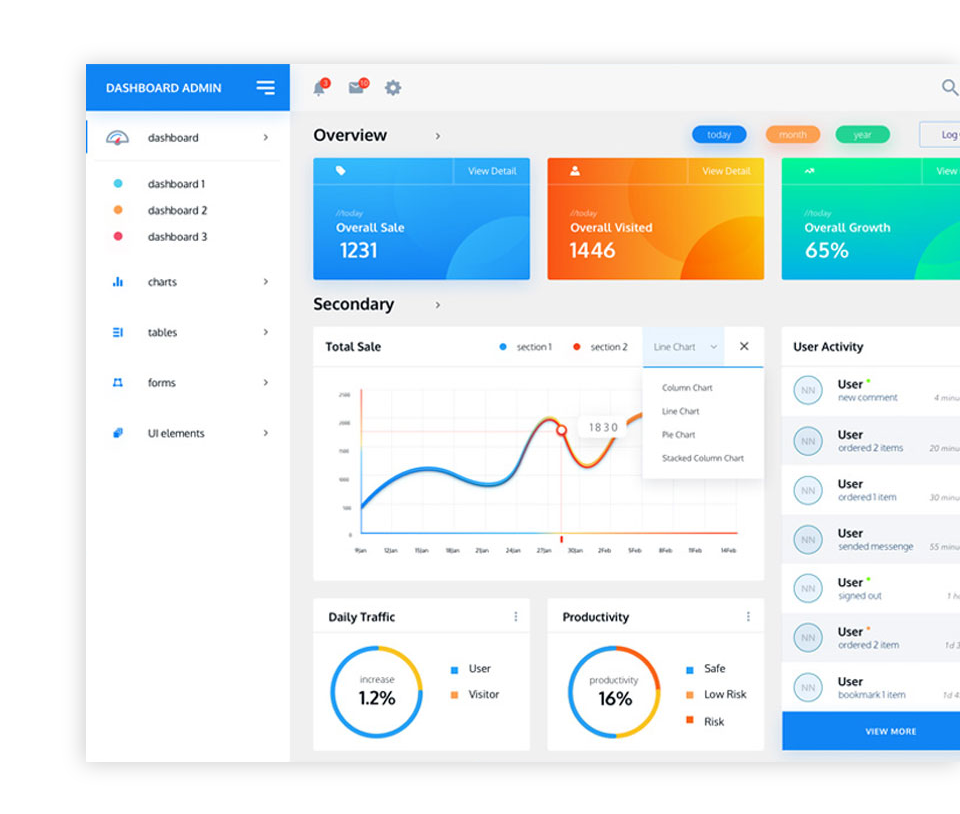 DASHBOARD ADMIN
3
10
dashboard
dashboard 1
dashboard 2
dashboard 3
charts
tables
forms
UI elements
Overview
today
month
year
Log
View Detail
//today
Overall Sale
1231
View Detail
//today
Overall Visited
1446
View
//today
Overall Growth
65%
Secondary
Total Sale
section 1
section 2
Line Chart
Column Chart
Line Chart
Pie Chart
Stacked Column Chart
2500
2000
1500
1000
500
0
1830
9Jan 12Jan 15Jan 18Jan 21Jan 24Jan 27Jan 30Jan 2Feb 5Feb 8Feb 11Feb 14Feb
User Activity
NN
User
new comment
4 minu
NN
User
ordered 2 items
20 minu
NN
User
ordered 1 item
30 minu
NN
User
sended messenge
55 minu
NN
User
signed out
1 h
NN
User
ordered 2 item
1d 3
NN
User
bookmark 1 item
1d 4
VIEW MORE
Daily Traffic
increase
1.2%
User
Visitor
Productivity
productivity
16%
Safe
Low Risk
Risk